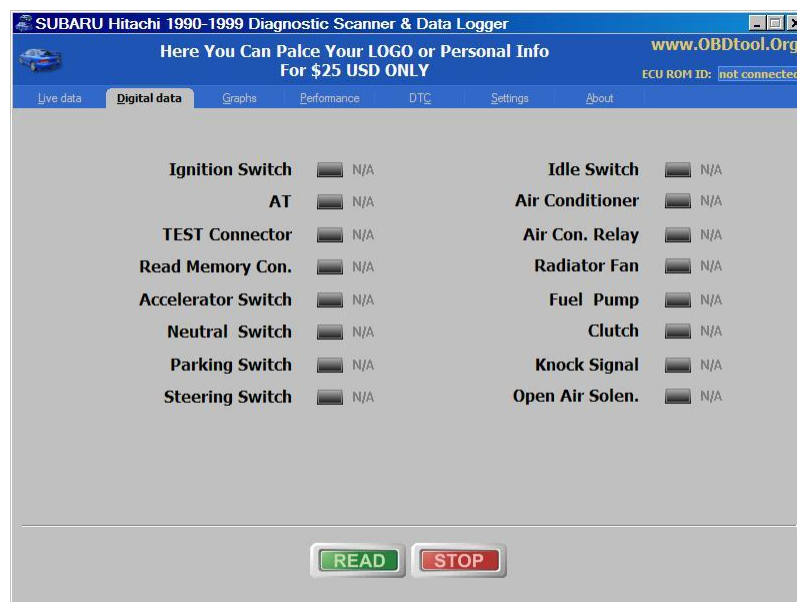 SUBARU Hitachi 1990-1999 Diagnostic Scanner & Data Logger
Here You Can Palce Your LOGO or Personal Info
For $25 USD ONLY
www.OBDtool.Org
ECU ROM ID: not connected
Live data Digital data Graphs Performance DTC Settings About
Ignition Switch N/A Idle Switch N/A
AT N/A Air Conditioner N/A
TEST Connector N/A Air Con. Relay N/A
Read Memory Con. N/A Radiator Fan N/A
Accelerator Switch N/A Fuel Pump N/A
Neutral Switch N/A Clutch N/A
Parking Switch N/A Knock Signal N/A
Steering Switch N/A Open Air Solen. N/A
READ STOP